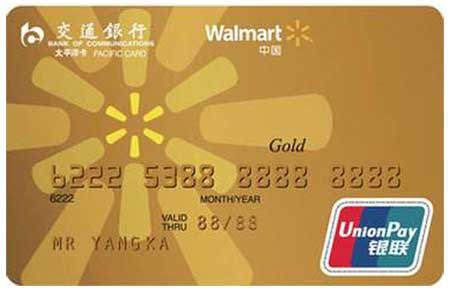 交通銀行
BANK OF COMMUNICATIONS
太平洋卡 PACIFIC CARD
Walmart
中国
Gold
6222 5388 8888 8888
6222
MONTH/YEAR
VALID THRU 88/88
MR YANGKA
UnionPay
银联